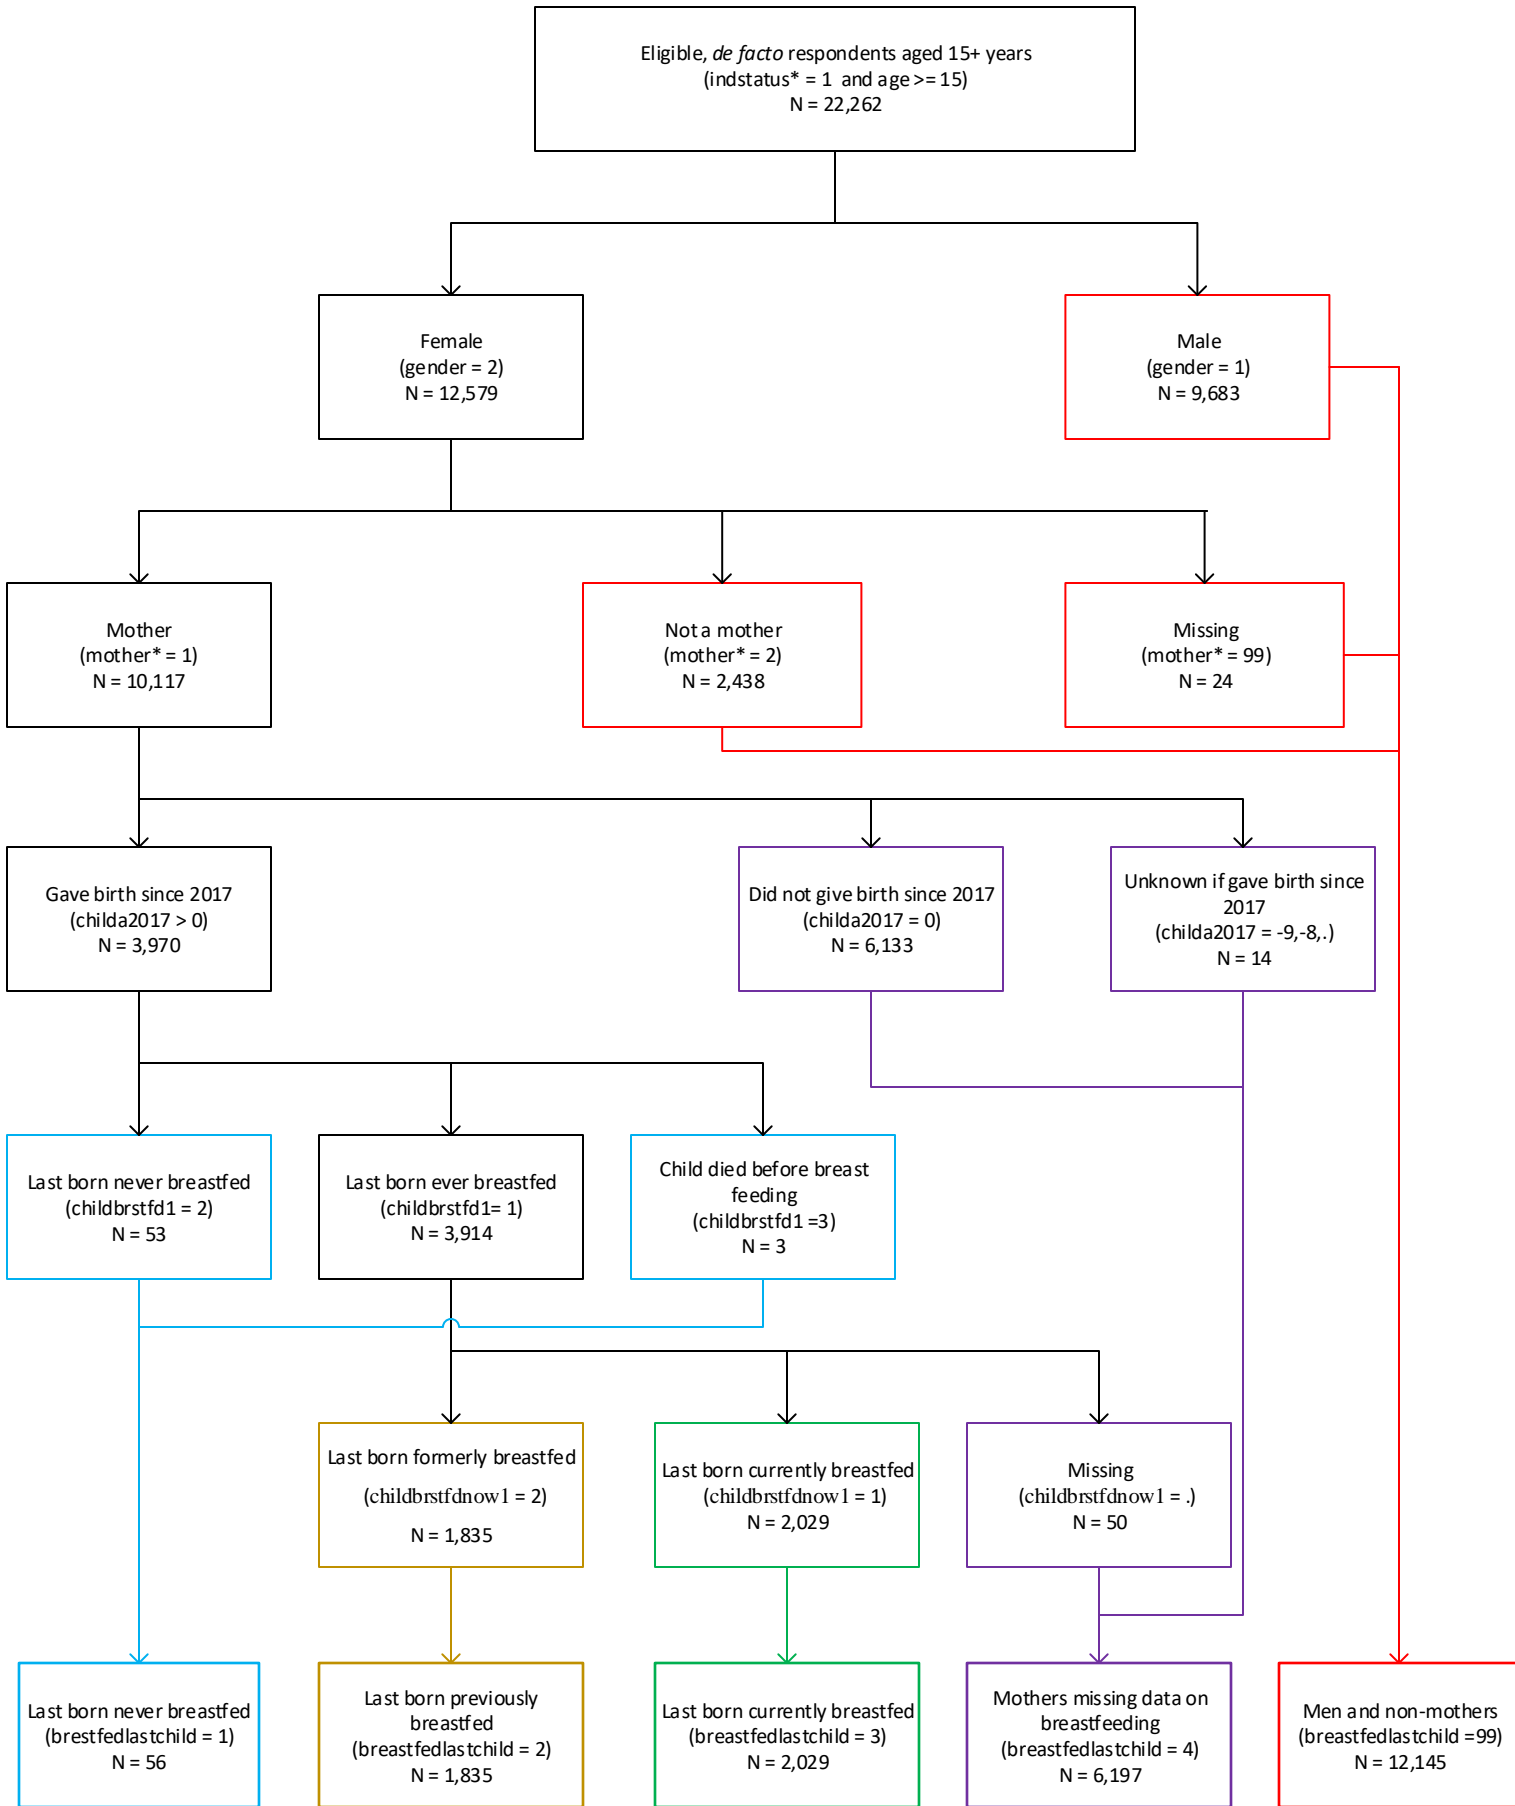 Eligible, de facto respondents aged 15+ years
(indstatus* = 1 and age >= 15)
N = 22,262
Female
(gender = 2)
N = 12,579
Male
(gender = 1)
N = 9,683
Mother
(mother* = 1)
N = 10,117
Not a mother
(mother* = 2)
N = 2,438
Missing
(mother* = 99)
N = 24
Gave birth since 2017
(childa2017 > 0)
N = 3,970
Did not give birth since 2017
(childa2017 = 0)
N = 6,133
Unknown if gave birth since
2017
(childa2017 = -9,-8,.)
N = 14
Last born never breastfed
(childbrstfd1 = 2)
N = 53
Last born ever breastfed
(childbrstfd1= 1)
N = 3,914
Child died before breast
feeding
(childbrstfd1 =3)
N = 3
Last born formerly breastfed
(childbrstfdnow1 = 2)
N = 1,835
Last born currently breastfed
(childbrstfdnow1 = 1)
N = 2,029
Missing
(childbrstfdnow1 = .)
N = 50
Last born never breastfed
(brestfedlastchild = 1)
N = 56
Last born previously
breastfed
(breastfedlastchild = 2)
N = 1,835
Last born currently breastfed
(breastfedlastchild = 3)
N = 2,029
Mothers missing data on
breastfeeding
(breastfedlastchild = 4)
N = 6,197
Men and non-mothers
(breastfedlastchild =99)
N = 12,145